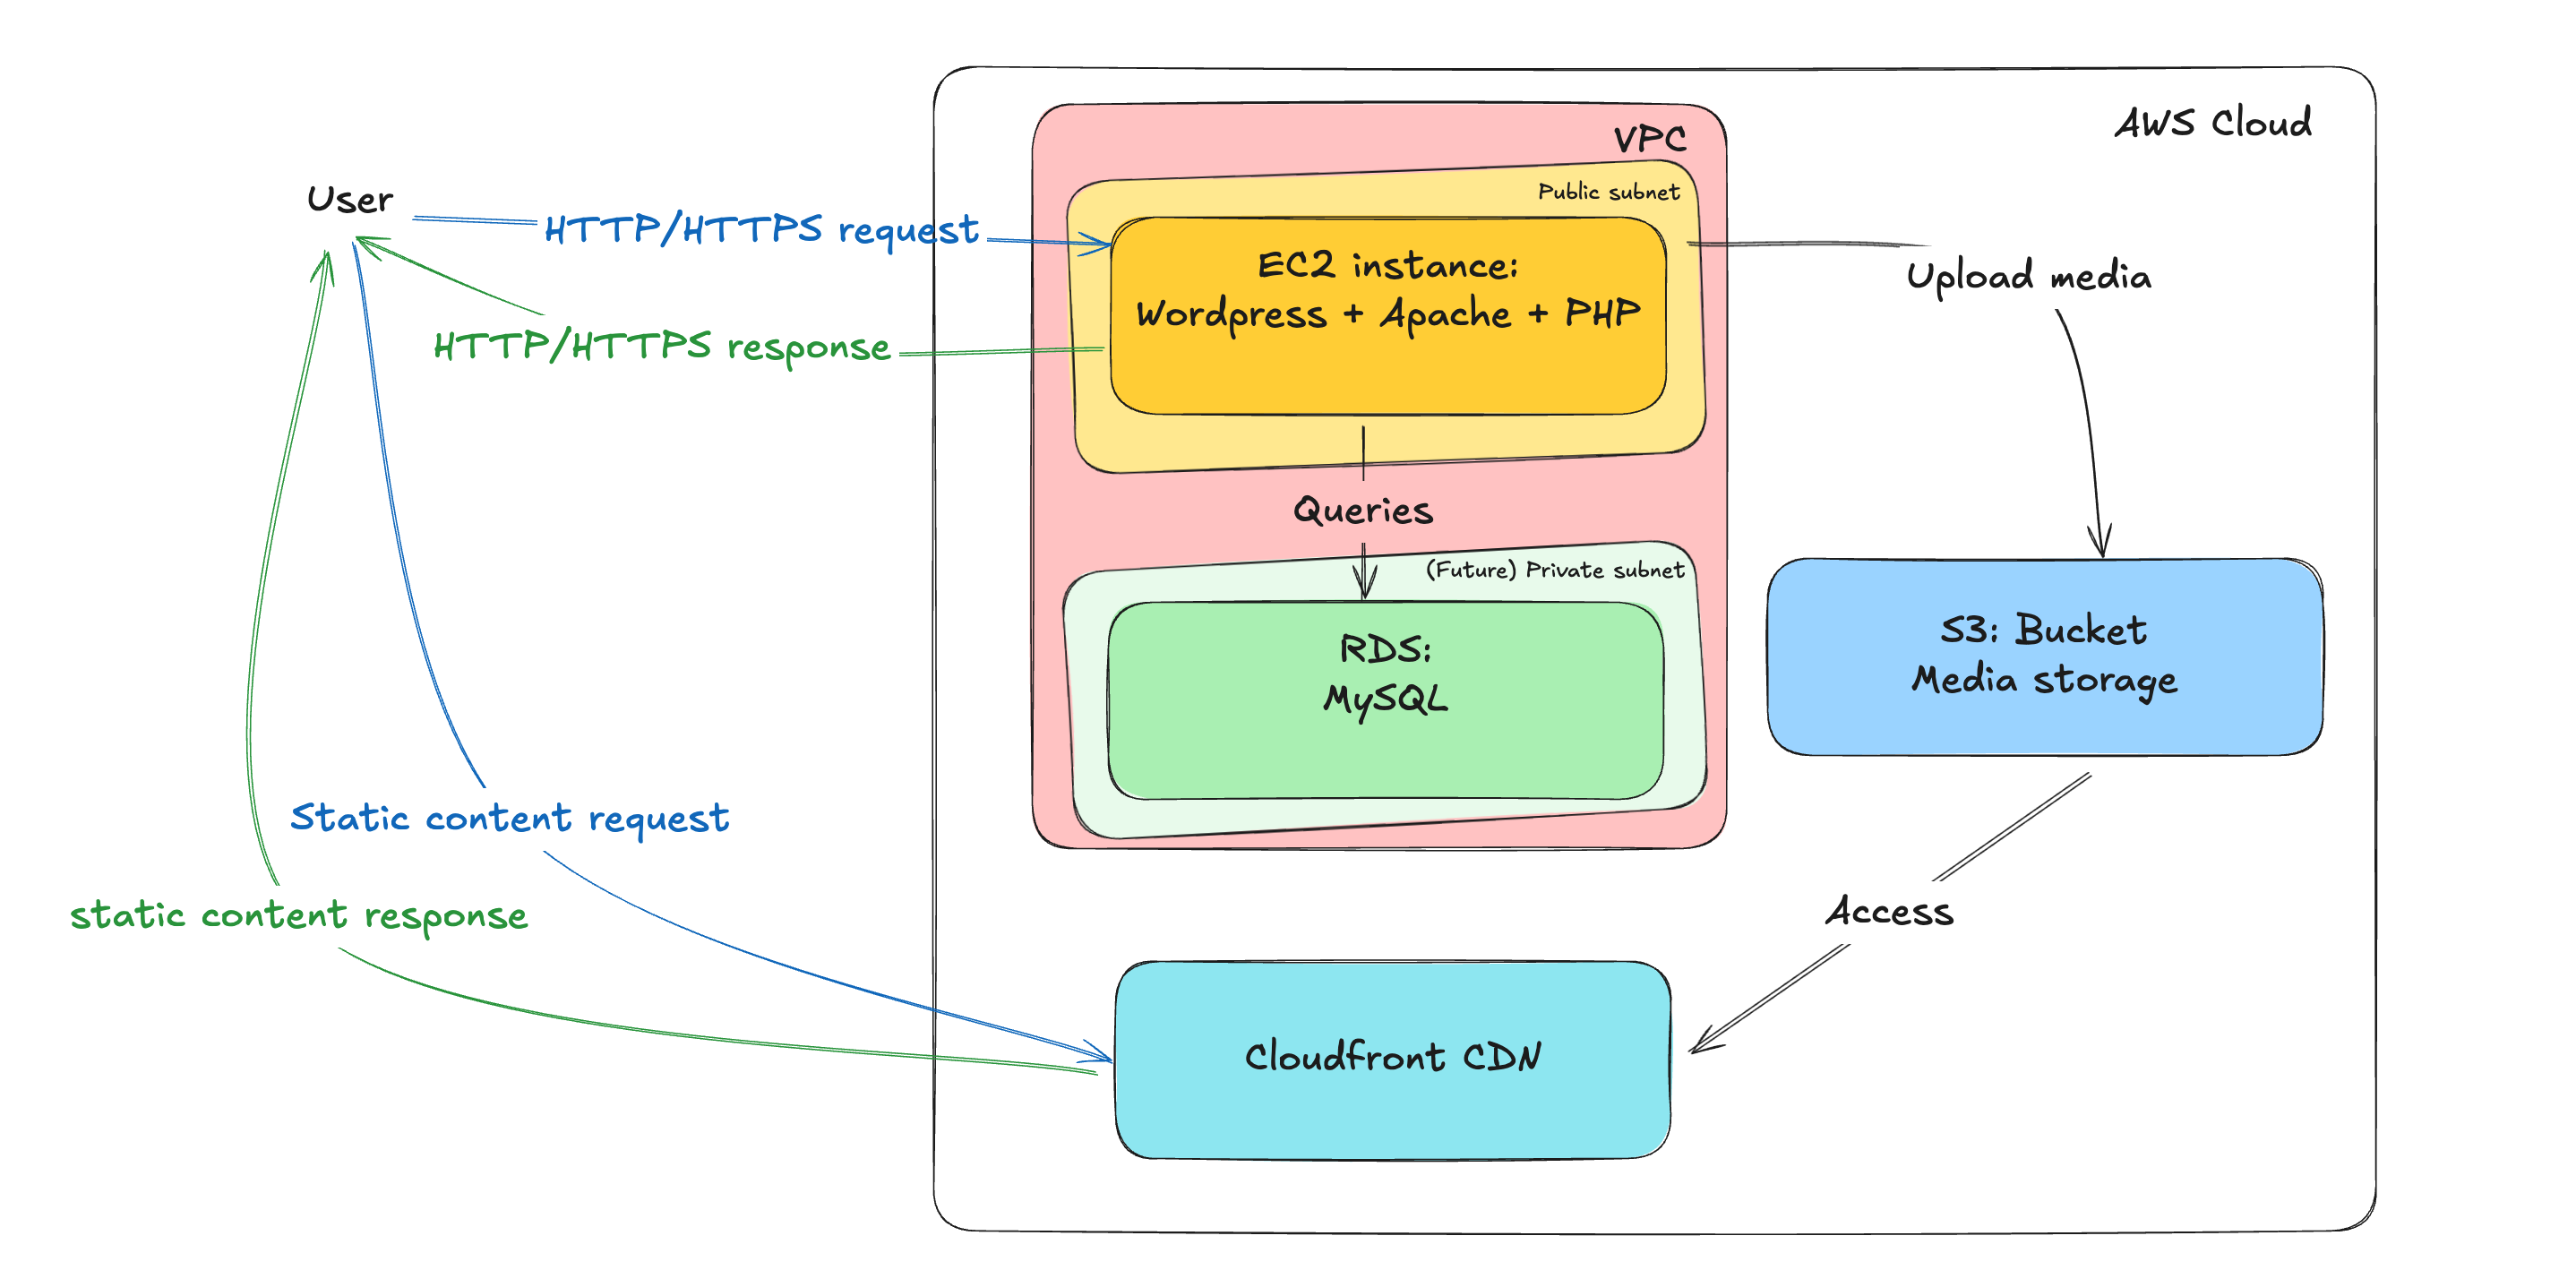 AWS Cloud
VPC
Public subnet
User
HTTP/HTTPS request
EC2 instance:
Wordpress + Apache + PHP
Upload media
HTTP/HTTPS response
Queries
(Future) Private subnet
RDS:
MySQL
S3: Bucket
Media storage
Static content request
static content response
Access
Cloudfront CDN